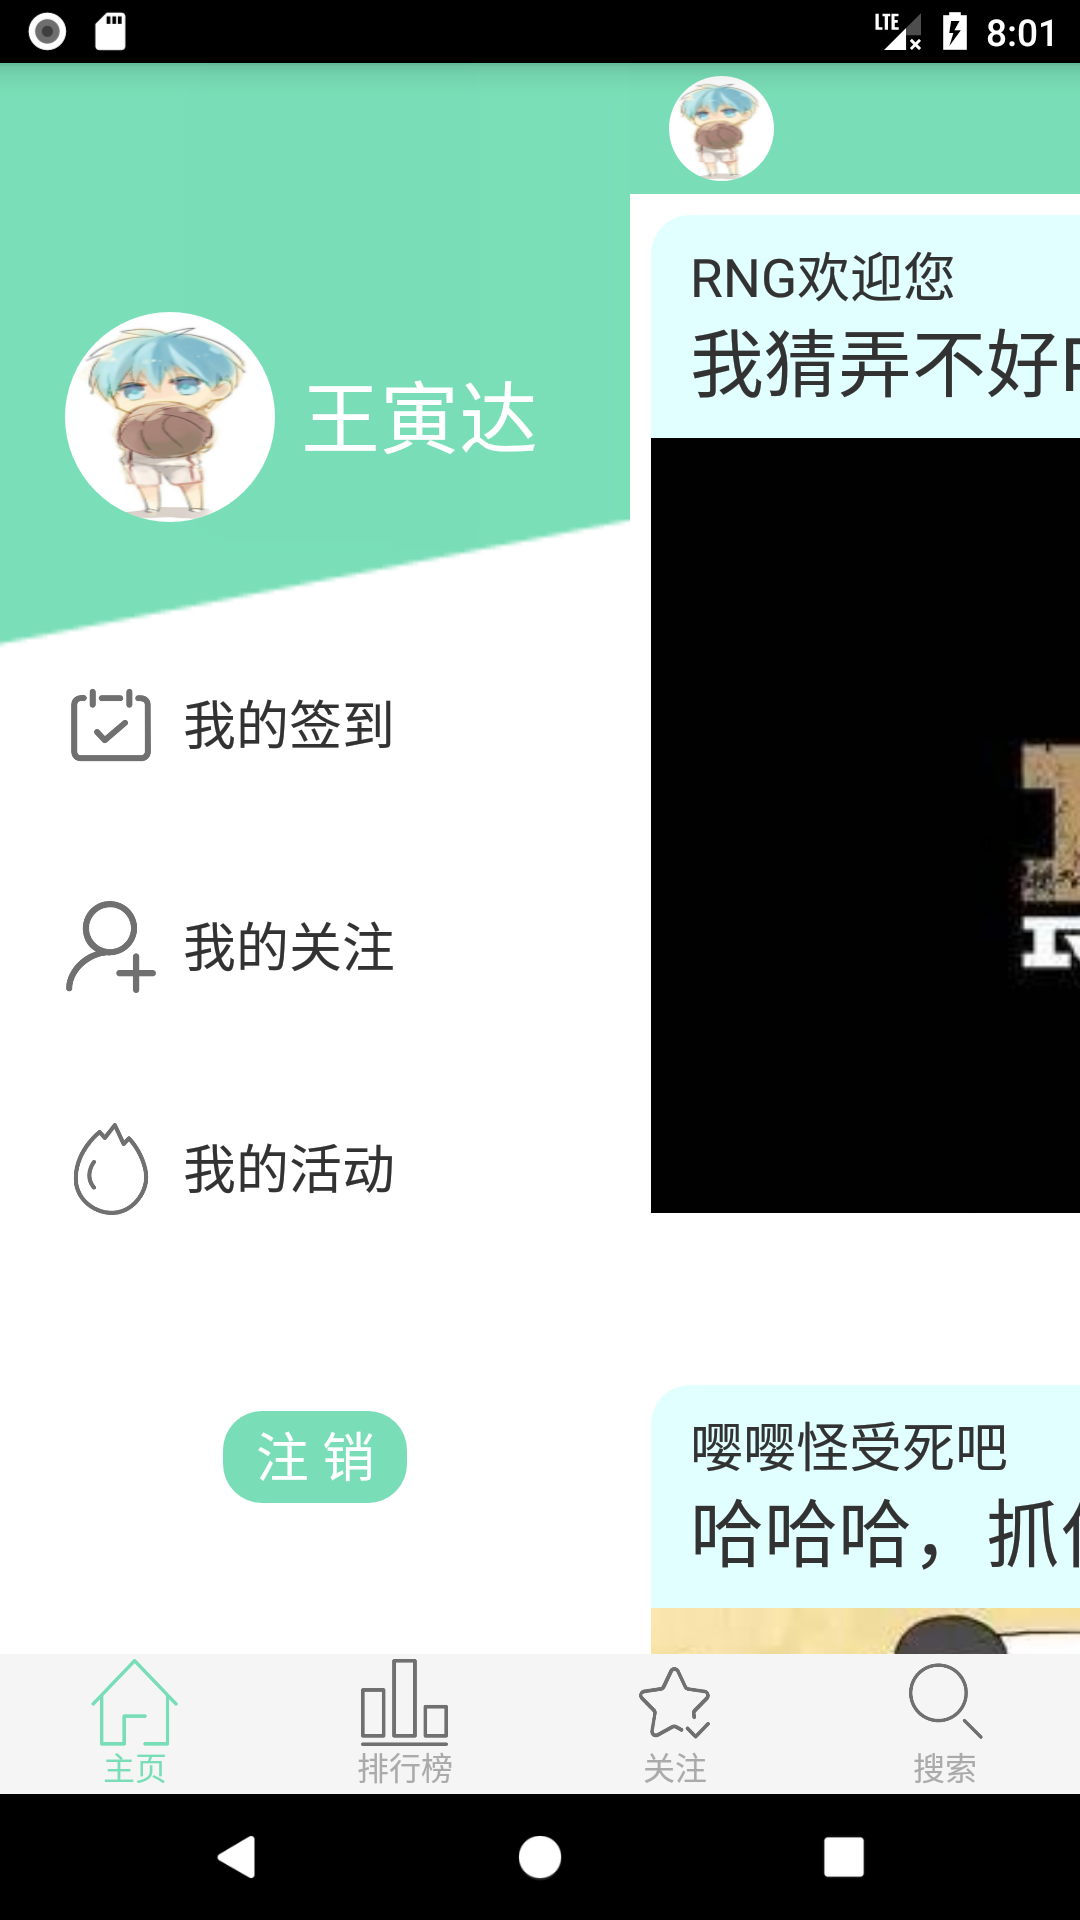 LTE 8:01
王寅达
我的签到
我的关注
我的活动
注 销
RNG欢迎您
我猜弄不好
嘤嘤怪受死吧
哈哈哈，抓
主页 排行榜 关注 搜索